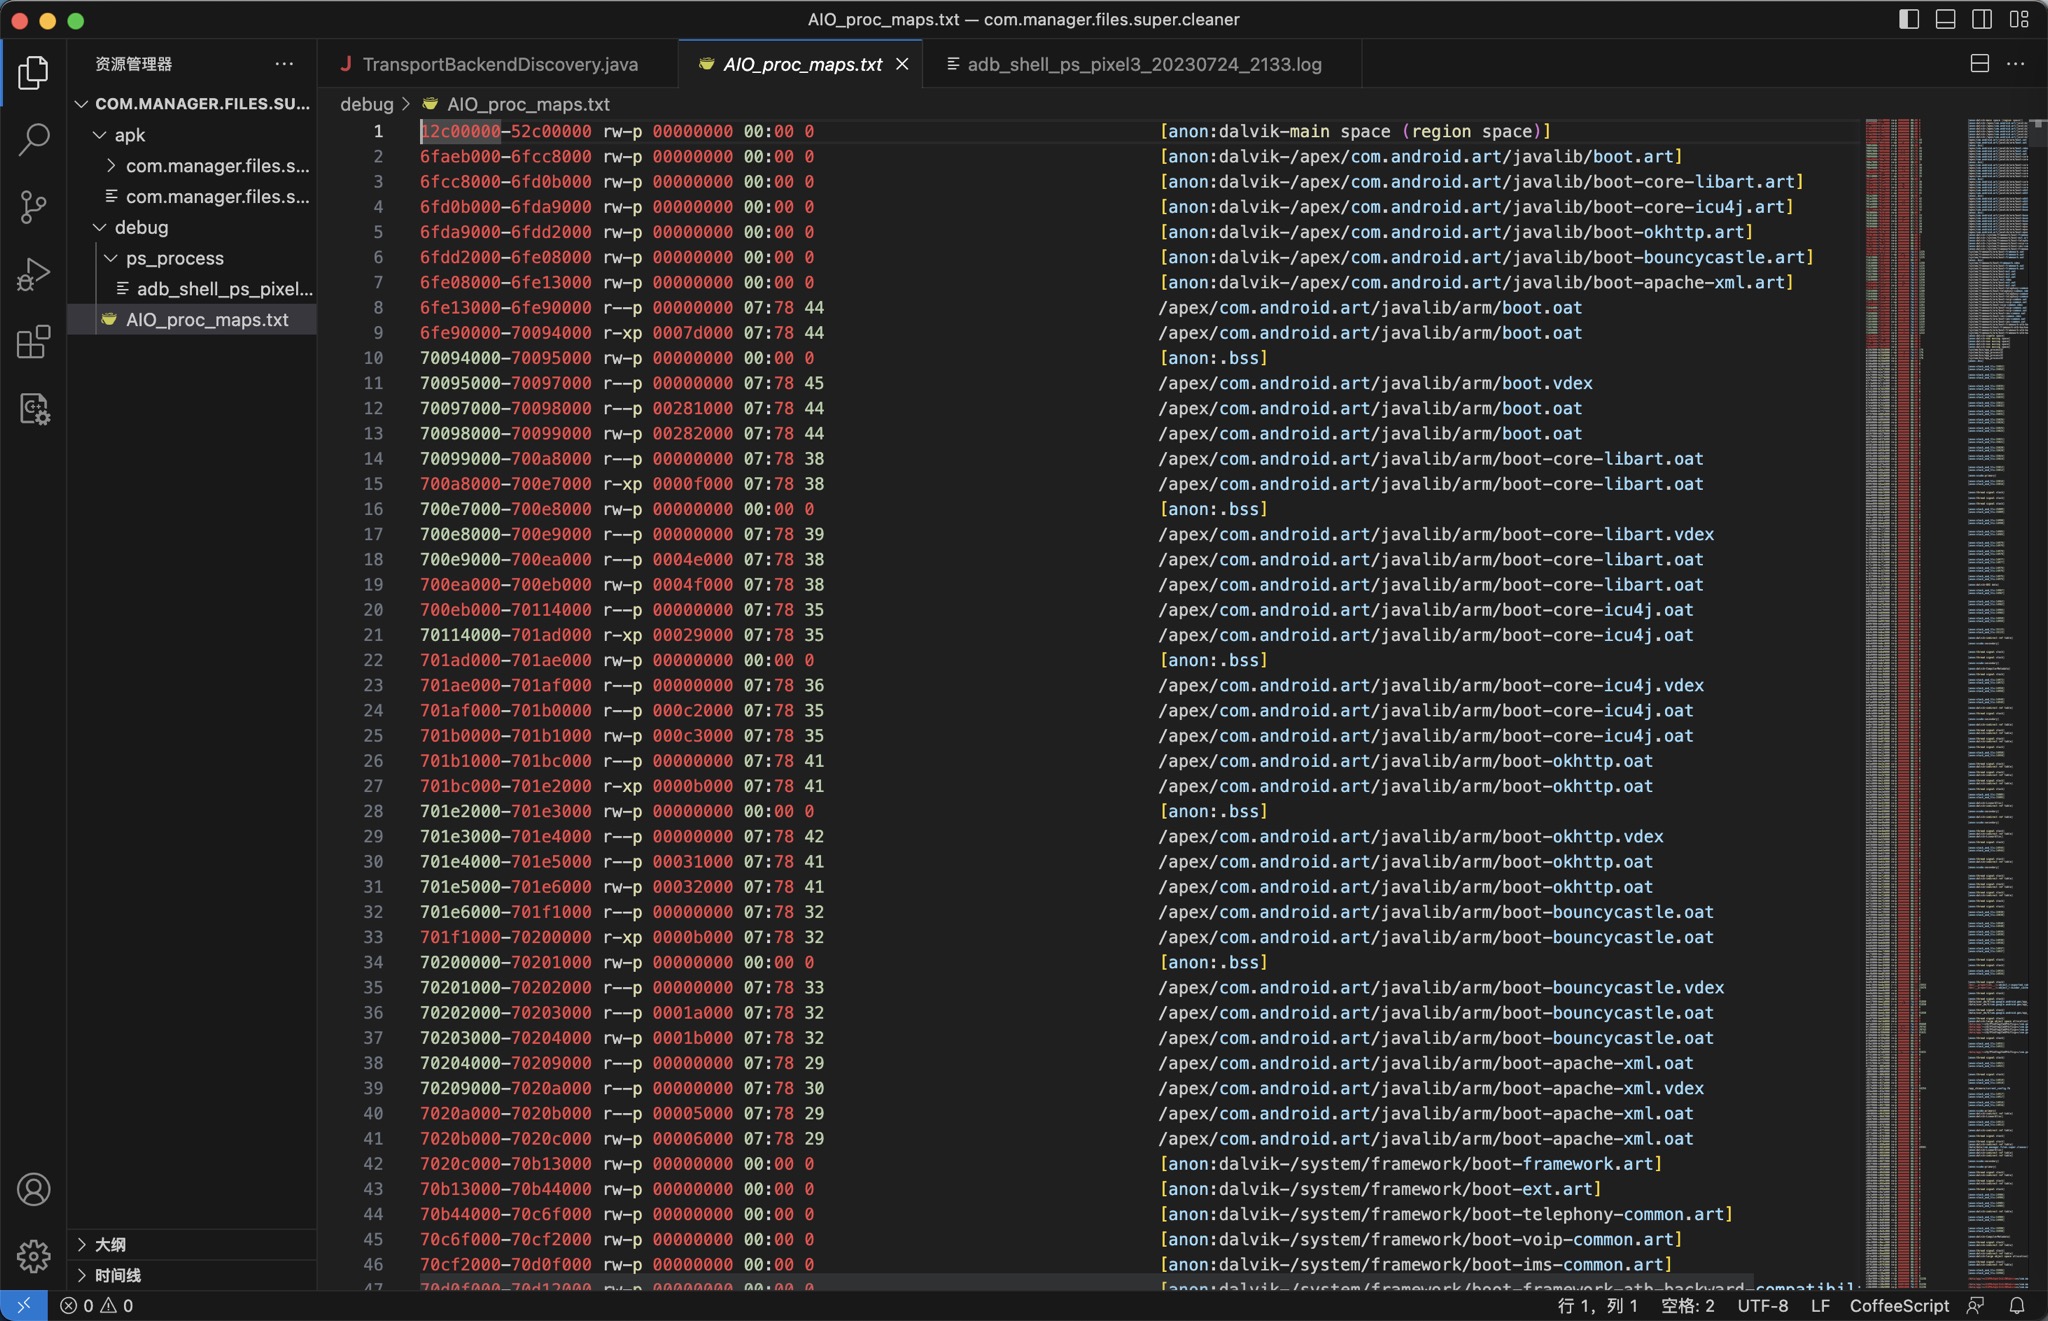 AIO_proc_maps.txt — com.manager.files.super.cleaner
资源管理器
TransportBackendDiscovery.java
AIO_proc_maps.txt
adb_shell_ps_pixel3_20230724_2133.log
COM.MANAGER.FILES.SU...
apk
com.manager.files.s...
com.manager.files.s...
debug
ps_process
adb_shell_ps_pixel...
AIO_proc_maps.txt
大纲
时间线
debug > AIO_proc_maps.txt
1 12c00000-52c00000 rw-p 00000000 00:00 0 [anon:dalvik-main space (region space)]
2 6faeb000-6fcc8000 rw-p 00000000 00:00 0 [anon:dalvik-/apex/com.android.art/javalib/boot.art]
3 6fcc8000-6fd0b000 rw-p 00000000 00:00 0 [anon:dalvik-/apex/com.android.art/javalib/boot-core-libart.art]
4 6fd0b000-6fda9000 rw-p 00000000 00:00 0 [anon:dalvik-/apex/com.android.art/javalib/boot-core-icu4j.art]
5 6fda9000-6fdd2000 rw-p 00000000 00:00 0 [anon:dalvik-/apex/com.android.art/javalib/boot-okhttp.art]
6 6fdd2000-6fe08000 rw-p 00000000 00:00 0 [anon:dalvik-/apex/com.android.art/javalib/boot-bouncycastle.art]
7 6fe08000-6fe13000 rw-p 00000000 00:00 0 [anon:dalvik-/apex/com.android.art/javalib/boot-apache-xml.art]
8 6fe13000-6fe90000 r--p 00000000 07:78 44 /apex/com.android.art/javalib/arm/boot.oat
9 6fe90000-70094000 r-xp 0007d000 07:78 44 /apex/com.android.art/javalib/arm/boot.oat
10 70094000-70095000 rw-p 00000000 00:00 0 [anon:.bss]
11 70095000-70097000 r--p 00000000 07:78 45 /apex/com.android.art/javalib/arm/boot.vdex
12 70097000-70098000 r--p 00281000 07:78 44 /apex/com.android.art/javalib/arm/boot.oat
13 70098000-70099000 rw-p 00282000 07:78 44 /apex/com.android.art/javalib/arm/boot.oat
14 70099000-700a8000 r--p 00000000 07:78 38 /apex/com.android.art/javalib/arm/boot-core-libart.oat
15 700a8000-700e7000 r-xp 0000f000 07:78 38 /apex/com.android.art/javalib/arm/boot-core-libart.oat
16 700e7000-700e8000 rw-p 00000000 00:00 0 [anon:.bss]
17 700e8000-700e9000 r--p 00000000 07:78 39 /apex/com.android.art/javalib/arm/boot-core-libart.vdex
18 700e9000-700ea000 r--p 0004e000 07:78 38 /apex/com.android.art/javalib/arm/boot-core-libart.oat
19 700ea000-700eb000 rw-p 0004f000 07:78 38 /apex/com.android.art/javalib/arm/boot-core-libart.oat
20 700eb000-70114000 r--p 00000000 07:78 35 /apex/com.android.art/javalib/arm/boot-core-icu4j.oat
21 70114000-701ad000 r-xp 00029000 07:78 35 /apex/com.android.art/javalib/arm/boot-core-icu4j.oat
22 701ad000-701ae000 rw-p 00000000 00:00 0 [anon:.bss]
23 701ae000-701af000 r--p 00000000 07:78 36 /apex/com.android.art/javalib/arm/boot-core-icu4j.vdex
24 701af000-701b0000 r--p 000c2000 07:78 35 /apex/com.android.art/javalib/arm/boot-core-icu4j.oat
25 701b0000-701b1000 rw-p 000c3000 07:78 35 /apex/com.android.art/javalib/arm/boot-core-icu4j.oat
26 701b1000-701bc000 r--p 00000000 07:78 41 /apex/com.android.art/javalib/arm/boot-okhttp.oat
27 701bc000-701e2000 r-xp 0000b000 07:78 41 /apex/com.android.art/javalib/arm/boot-okhttp.oat
28 701e2000-701e3000 rw-p 00000000 00:00 0 [anon:.bss]
29 701e3000-701e4000 r--p 00000000 07:78 42 /apex/com.android.art/javalib/arm/boot-okhttp.vdex
30 701e4000-701e5000 r--p 00031000 07:78 41 /apex/com.android.art/javalib/arm/boot-okhttp.oat
31 701e5000-701e6000 rw-p 00032000 07:78 41 /apex/com.android.art/javalib/arm/boot-okhttp.oat
32 701e6000-701f1000 r--p 00000000 07:78 32 /apex/com.android.art/javalib/arm/boot-bouncycastle.oat
33 701f1000-70200000 r-xp 0000b000 07:78 32 /apex/com.android.art/javalib/arm/boot-bouncycastle.oat
34 70200000-70201000 rw-p 00000000 00:00 0 [anon:.bss]
35 70201000-70202000 r--p 00000000 07:78 33 /apex/com.android.art/javalib/arm/boot-bouncycastle.vdex
36 70202000-70203000 r--p 0001a000 07:78 32 /apex/com.android.art/javalib/arm/boot-bouncycastle.oat
37 70203000-70204000 rw-p 0001b000 07:78 32 /apex/com.android.art/javalib/arm/boot-bouncycastle.oat
38 70204000-70209000 r--p 00000000 07:78 29 /apex/com.android.art/javalib/arm/boot-apache-xml.oat
39 70209000-7020a000 r--p 00000000 07:78 30 /apex/com.android.art/javalib/arm/boot-apache-xml.vdex
40 7020a000-7020b000 r--p 00005000 07:78 29 /apex/com.android.art/javalib/arm/boot-apache-xml.oat
41 7020b000-7020c000 rw-p 00006000 07:78 29 /apex/com.android.art/javalib/arm/boot-apache-xml.oat
42 7020c000-70b13000 rw-p 00000000 00:00 0 [anon:dalvik-/system/framework/boot-framework.art]
43 70b13000-70b44000 rw-p 00000000 00:00 0 [anon:dalvik-/system/framework/boot-ext.art]
44 70b44000-70c6f000 rw-p 00000000 00:00 0 [anon:dalvik-/system/framework/boot-telephony-common.art]
45 70c6f000-70cf2000 rw-p 00000000 00:00 0 [anon:dalvik-/system/framework/boot-voip-common.art]
46 70cf2000-70d0f000 rw-p 00000000 00:00 0 [anon:dalvik-/system/framework/boot-ims-common.art]
47 70d0f000-70d12000 rw-p 00000000 00:00 0 [anon:dalvik-/system/framework/boot-framework-atb-backward-compatibil
0 0
行 1，列 1 空格: 2 UTF-8 LF CoffeeScript